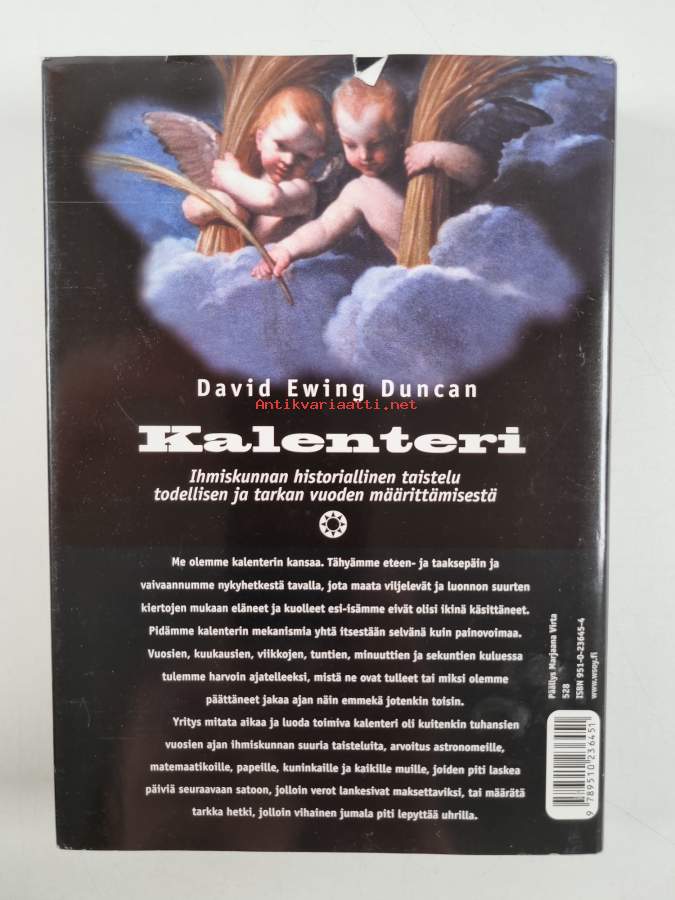 David Ewing Duncan
Antikvariaatti.net
Kalenteri
Ihmiskunnan historiallinen taistelu
todellisen ja tarkan vuoden määrittämisestä
Me olemme kalenterin kansaa. Tähyämme eteen- ja taaksepäin ja
vaivaannumme nykyhetkestä tavalla, jota maata viljelevät ja luonnon suurten
kiertojen mukaan eläneet ja kuolleet esi-isämme eivät olisi ikinä käsittäneet.
Pidämme kalenterin mekanismia yhtä itsestään selvänä kuin painovoimaa.
Vuosien, kuukausien, viikkojen, tuntien, minuuttien ja sekuntien kuluessa
tulemme harvoin ajatelleeksi, mistä ne ovat tulleet tai miksi olemme
päättäneet jakaa ajan näin emmekä jotenkin toisin.
Yritys mitata aikaa ja luoda toimiva kalenteri oli kuitenkin tuhansien
vuosien ajan ihmiskunnan suuria taisteluita, arvoitus astronomeille,
matemaatikoille, papeille, kuninkaille ja kaikille muille, joiden piti laskea
päiviä seuraavaan satoon, jolloin verot lankesivat maksettaviksi, tai määrätä
tarkka hetki, jolloin vihainen jumala piti lepyttää uhrilla.
Päällys Marjaana Virta
528
ISBN 951-0-23645-4
www.wsoy.fi
9 789510 236451